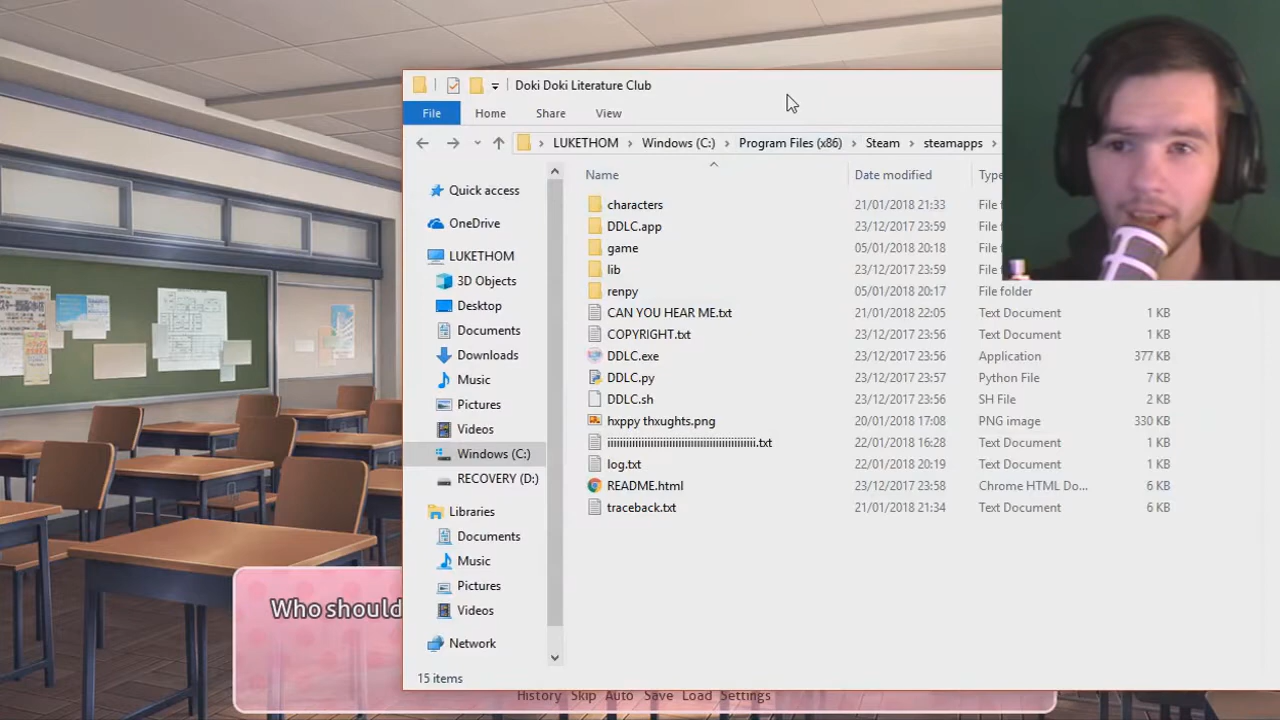 Doki Doki Literature Club
File Home Share View
LUKETHOM Windows (C:) Program Files (x86) Steam steamapps
Name Date modified Type
Quick access
OneDrive
LUKETHOM
3D Objects
Desktop
Documents
Downloads
Music
Pictures
Videos
Windows (C:)
RECOVERY (D:)
Libraries
Documents
Music
Pictures
Videos
Network
characters 21/01/2018 21:33 File f
DDLC.app 23/12/2017 23:59 File f
game 05/01/2018 20:18 File f
lib 23/12/2017 23:59 File f
renpy 05/01/2018 20:17 File folder
CAN YOU HEAR ME.txt 21/01/2018 22:05 Text Document 1 KB
COPYRIGHT.txt 23/12/2017 23:56 Text Document 1 KB
DDLC.exe 23/12/2017 23:56 Application 377 KB
DDLC.py 23/12/2017 23:57 Python File 7 KB
DDLC.sh 23/12/2017 23:56 SH File 2 KB
hxppy thxughts.png 20/01/2018 17:08 PNG image 330 KB
22/01/2018 16:28 Text Document 1 KB
log.txt 22/01/2018 20:19 Text Document 1 KB
README.html 23/12/2017 23:58 Chrome HTML Do... 6 KB
traceback.txt 21/01/2018 21:34 Text Document 6 KB
15 items
Who should
History Skip Auto Save Load Settings